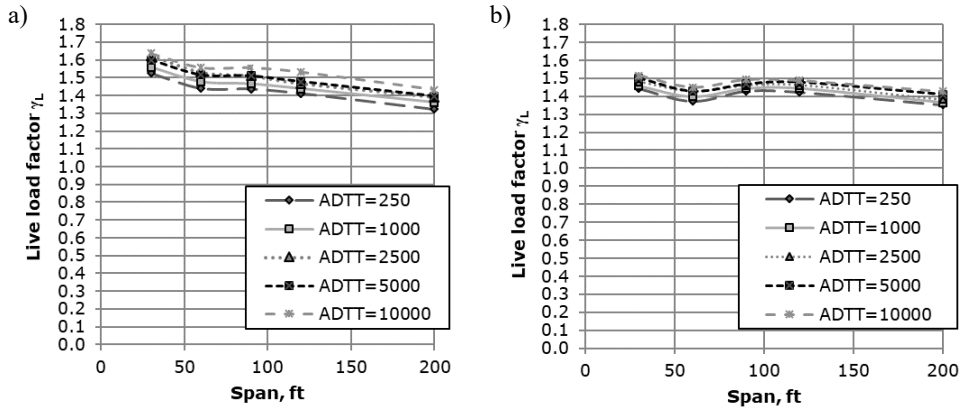 a)
Live load factor γL
1.8
1.7
1.6
1.5
1.4
1.3
1.2
1.1
1.0
0.9
0.8
0.7
0.6
0.5
0.4
0.3
0.2
0.1
0.0
ADTT=250
ADTT=1000
ADTT=2500
ADTT=5000
ADTT=10000
0 50 100 150 200
Span, ft
b)
Live load factor γL
1.8
1.7
1.6
1.5
1.4
1.3
1.2
1.1
1.0
0.9
0.8
0.7
0.6
0.5
0.4
0.3
0.2
0.1
0.0
ADTT=250
ADTT=1000
ADTT=2500
ADTT=5000
ADTT=10000
0 50 100 150 200
Span, ft